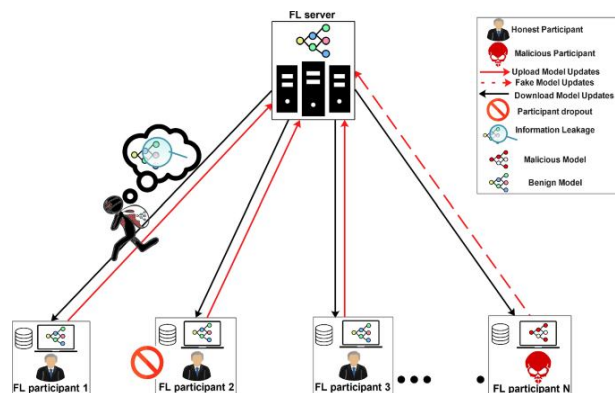 FL server
Honest Participant
Malicious Participant
Upload Model Updates
Fake Model Updates
Download Model Updates
Participant dropout
Information Leakage
Malicious Model
Benign Model
FL participant 1
FL participant 2
FL participant 3
FL participant N